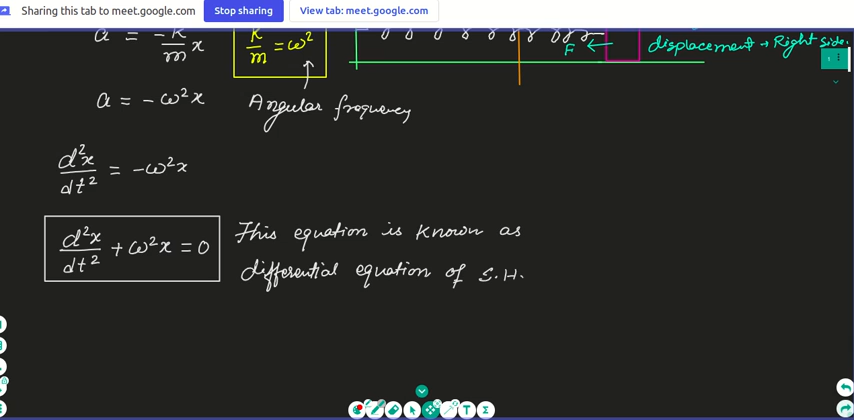 Sharing this tab to meet.google.com
Stop sharing
View tab: meet.google.com
a = -K/m x
K/m = ω²
F ←
displacement → Right side.
a = -ω²x
Angular frequency
d²x/dt² = -ω²x
d²x/dt² + ω²x = 0
This equation is known as
differential equation of S.H.
T
Σ